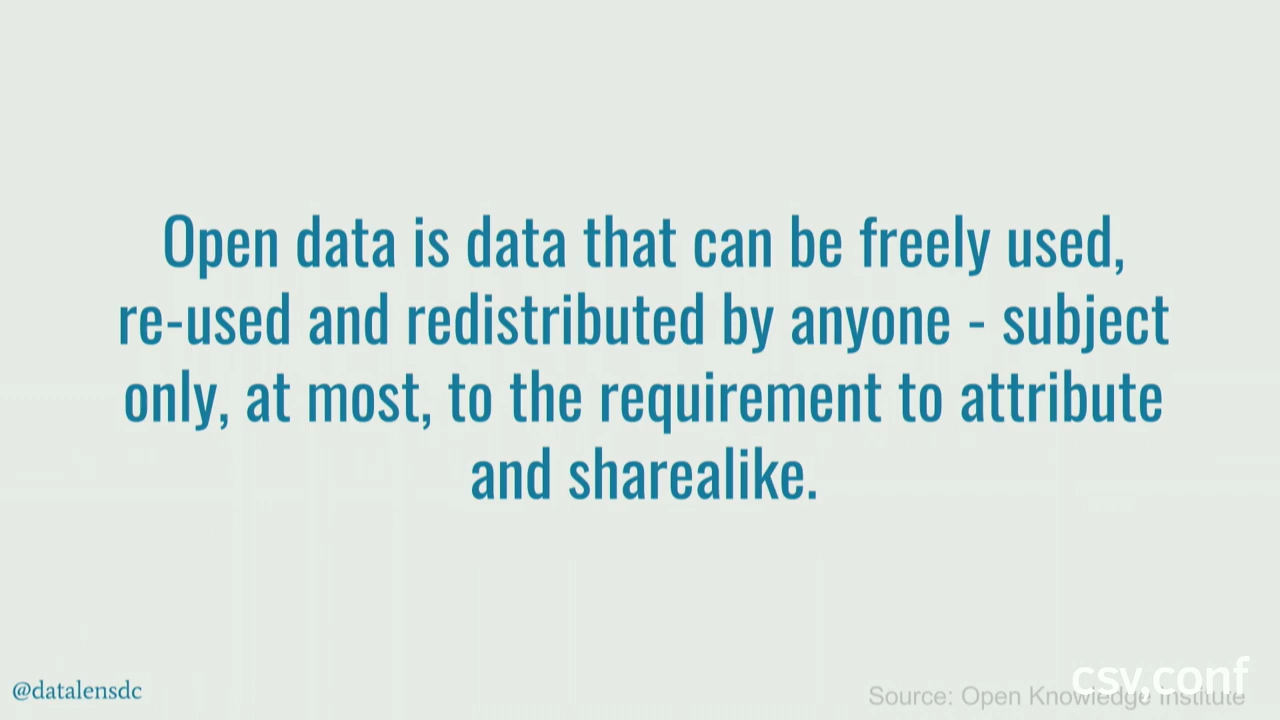 Open data is data that can be freely used,
re-used and redistributed by anyone - subject
only, at most, to the requirement to attribute
and sharealike.
@datalensdc
csv,conf
Source: Open Knowledge Institute